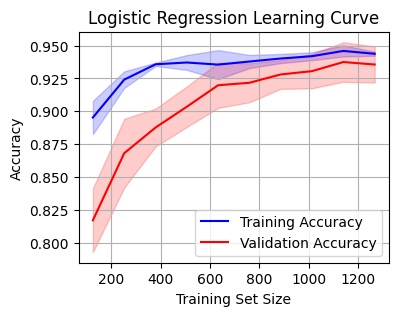 Logistic Regression Learning Curve
0.950
0.925
0.900
0.875
0.850
0.825
0.800
Accuracy
Training Accuracy
Validation Accuracy
200 400 600 800 1000 1200
Training Set Size